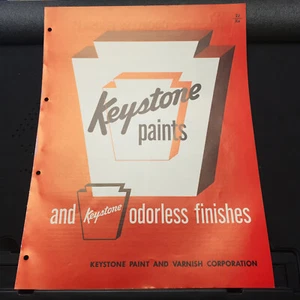 Keystone
paints
and Keystone odorless finishes
KEYSTONE PAINT AND VARNISH CORPORATION